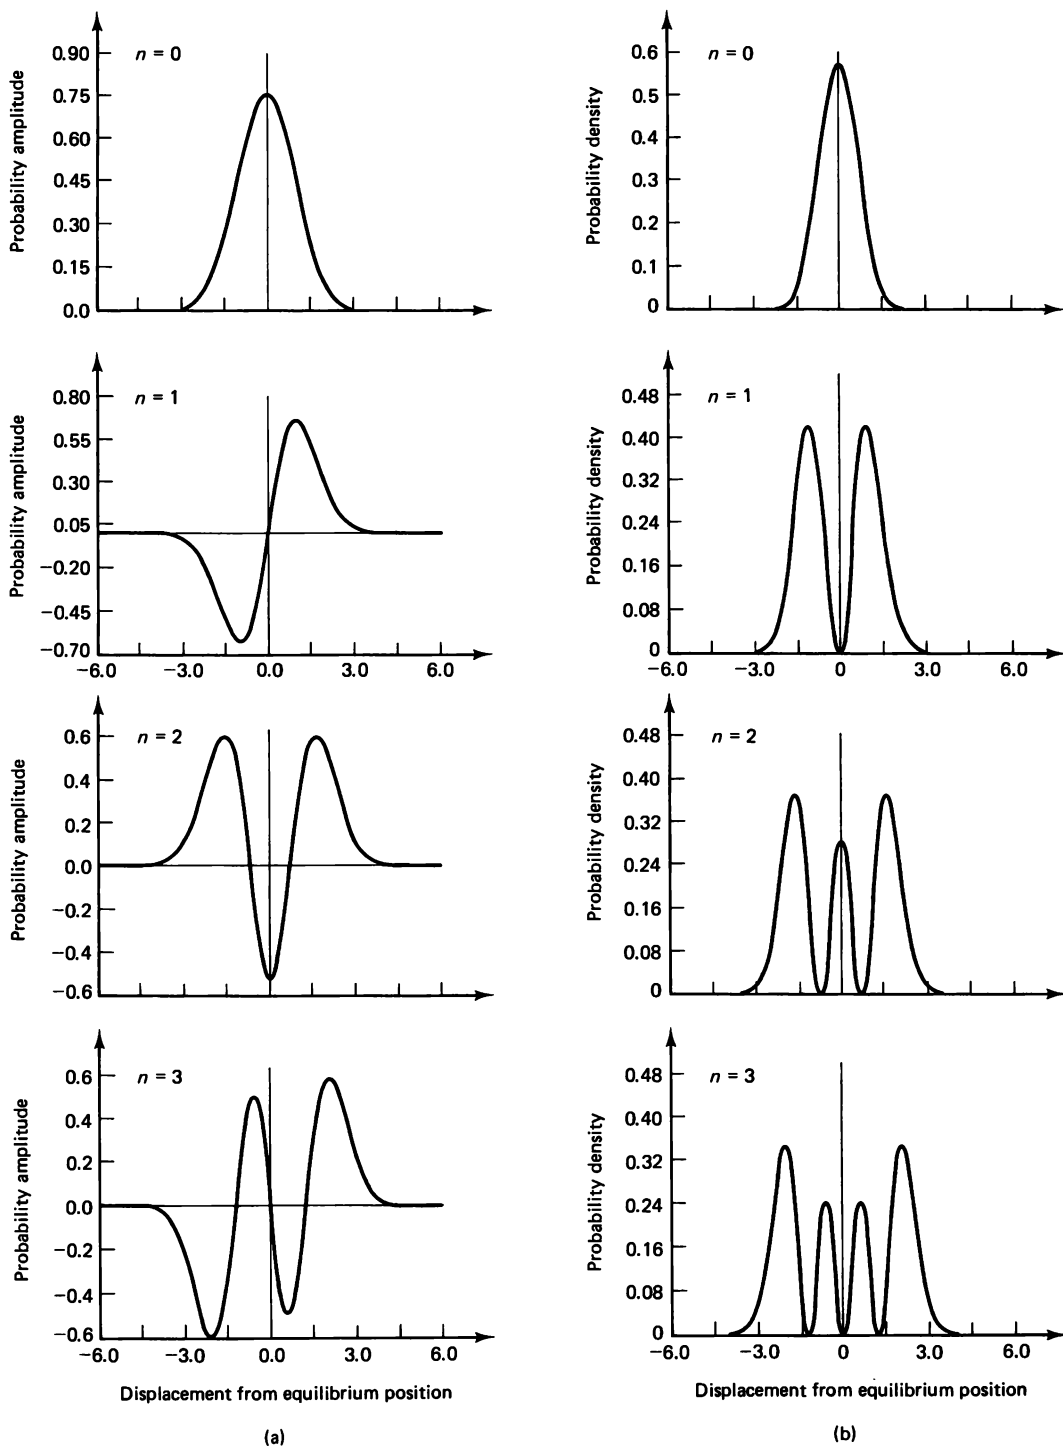 n = 0
Probability amplitude
0.90
0.75
0.60
0.45
0.30
0.15
0.0
n = 0
Probability density
0.6
0.5
0.4
0.3
0.2
0.1
0
n = 1
Probability amplitude
0.80
0.55
0.30
0.05
−0.20
−0.45
−0.70
−6.0 −3.0 0.0 3.0 6.0
n = 1
Probability density
0.48
0.40
0.32
0.24
0.16
0.08
0
−6.0 −3.0 0 3.0 6.0
n = 2
Probability amplitude
0.6
0.4
0.2
0.0
−0.2
−0.4
−0.6
n = 2
Probability density
0.48
0.40
0.32
0.24
0.16
0.08
0
n = 3
Probability amplitude
0.6
0.4
0.2
0.0
−0.2
−0.4
−0.6
−6.0 −3.0 0.0 3.0 6.0
Displacement from equilibrium position
(a)
n = 3
Probability density
0.48
0.40
0.32
0.24
0.16
0.08
0
−6.0 −3.0 0 3.0 6.0
Displacement from equilibrium position
(b)